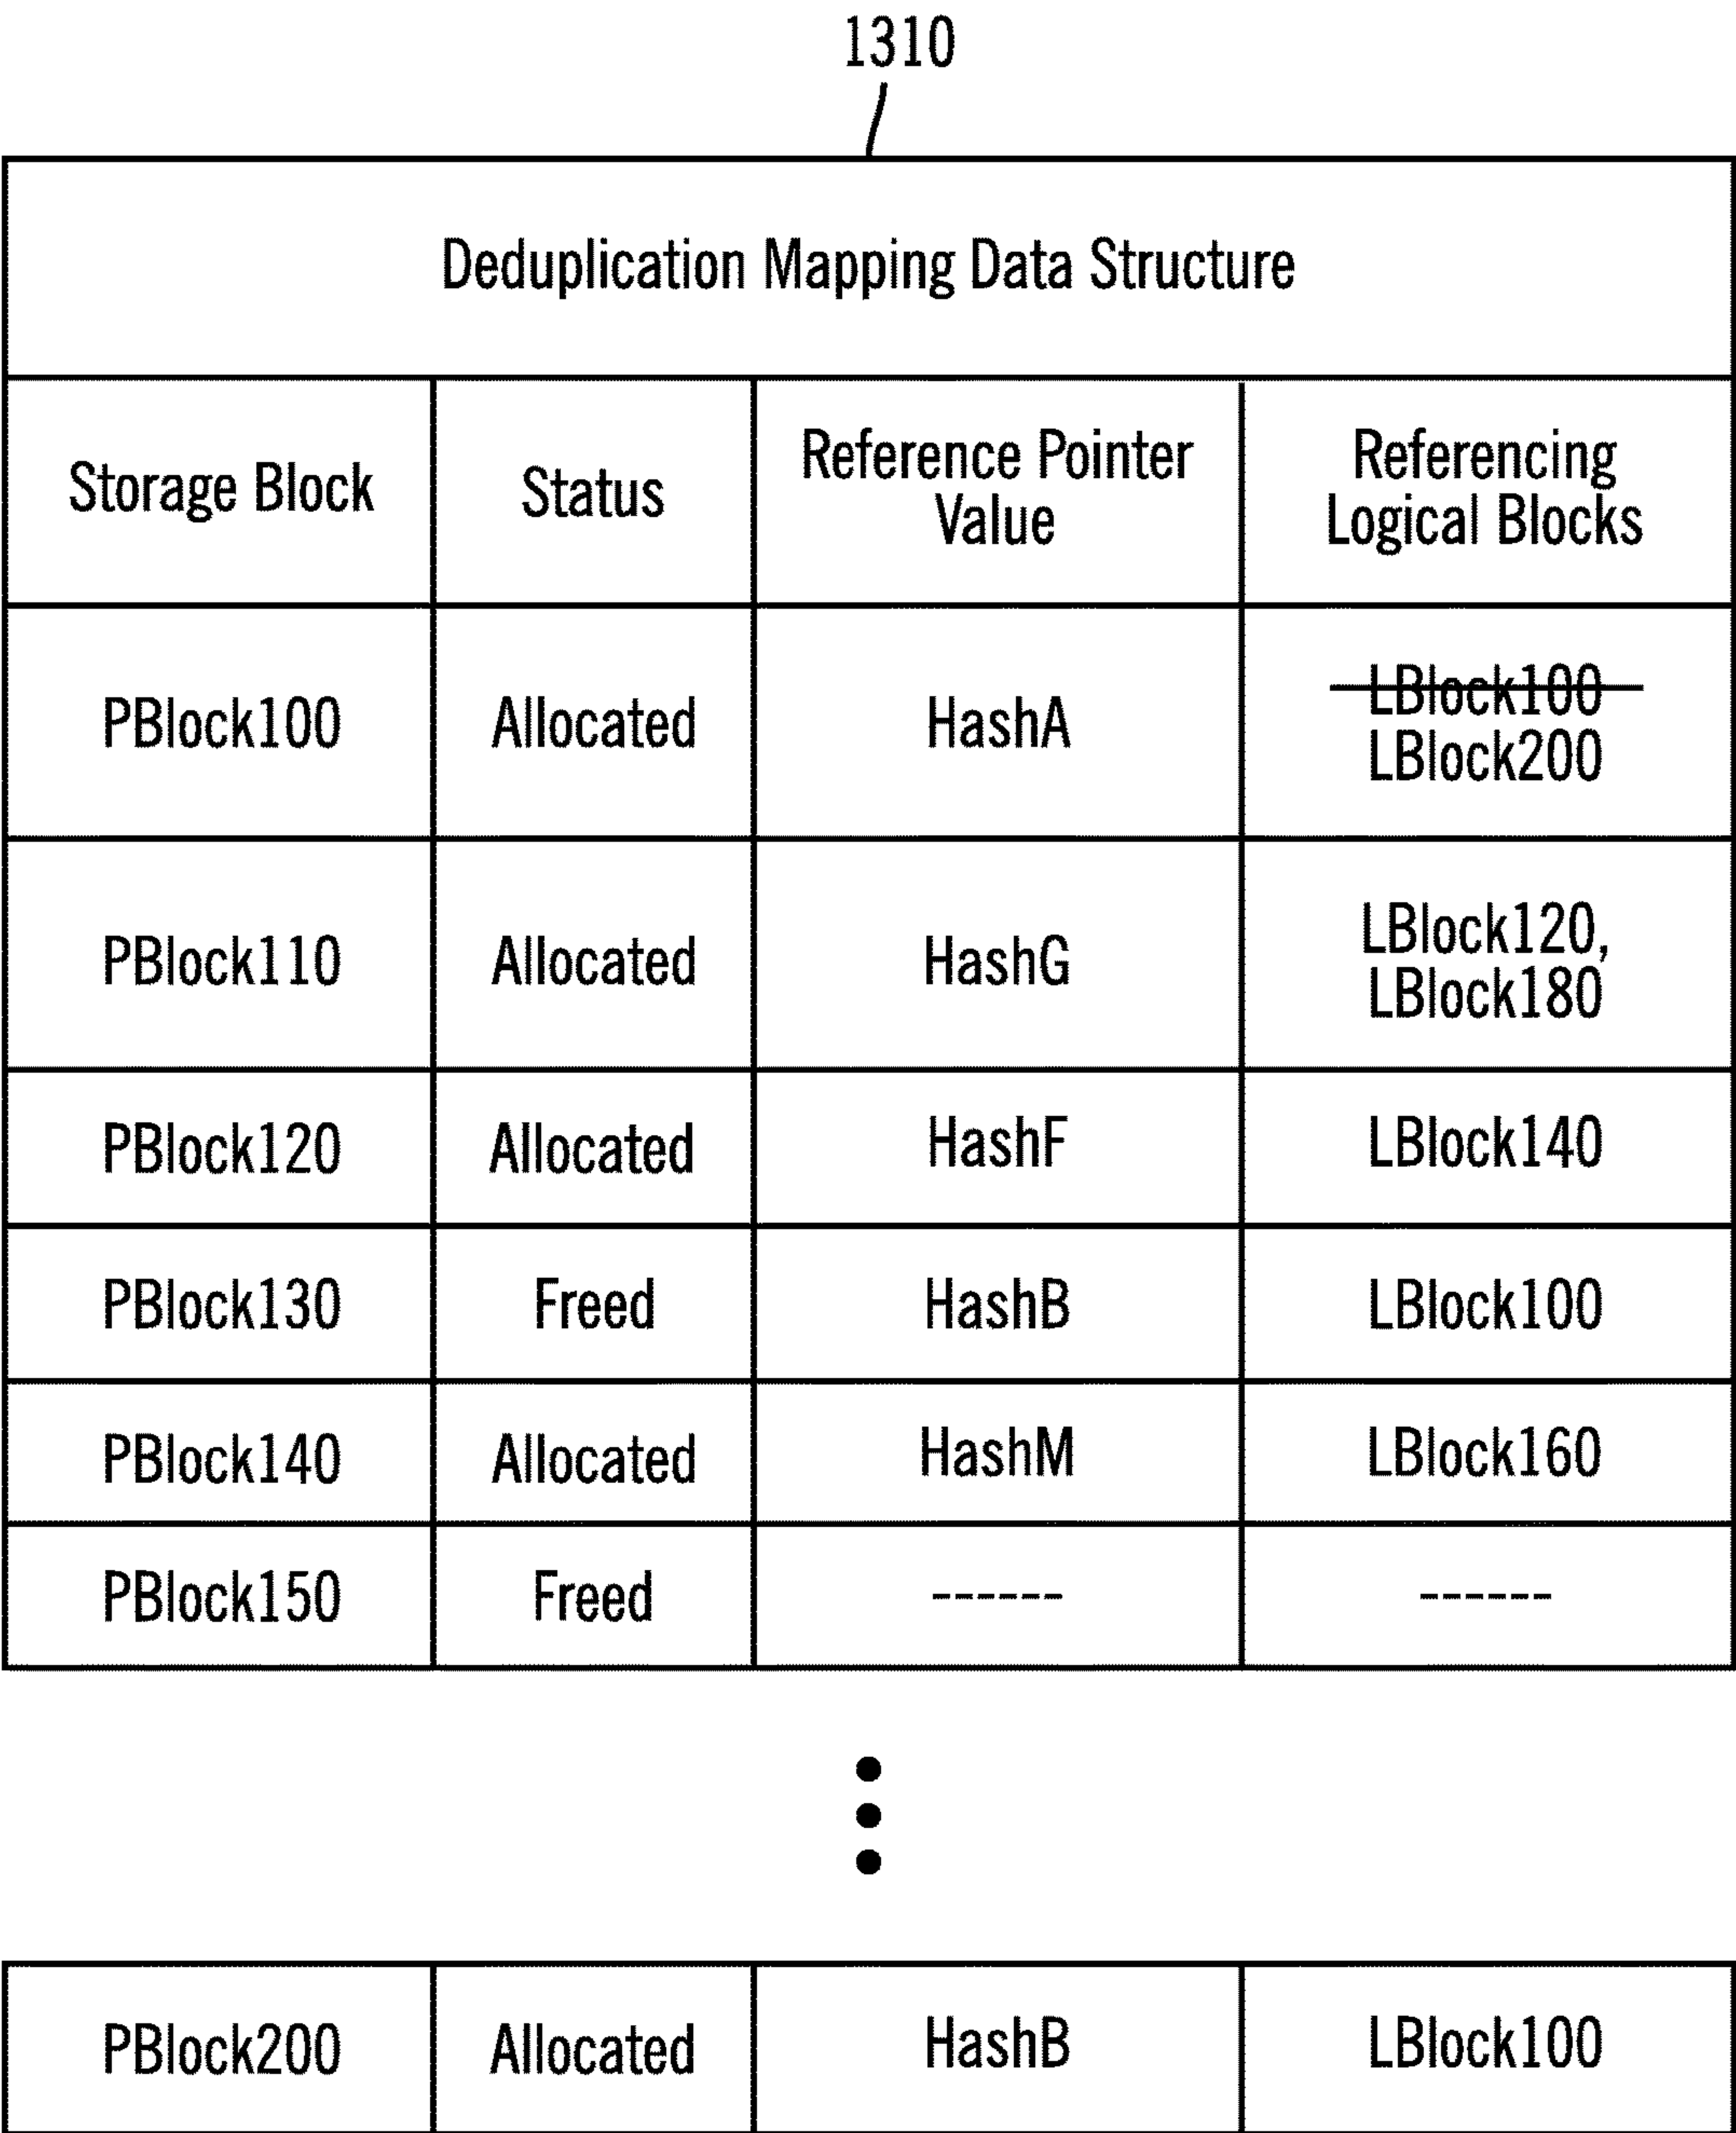 1310
Deduplication Mapping Data Structure
Storage Block Status Reference Pointer Value Referencing Logical Blocks
PBlock100 Allocated HashA LBlock100 LBlock200
PBlock110 Allocated HashG LBlock120, LBlock180
PBlock120 Allocated HashF LBlock140
PBlock130 Freed HashB LBlock100
PBlock140 Allocated HashM LBlock160
PBlock150 Freed ------ ------
PBlock200 Allocated HashB LBlock100